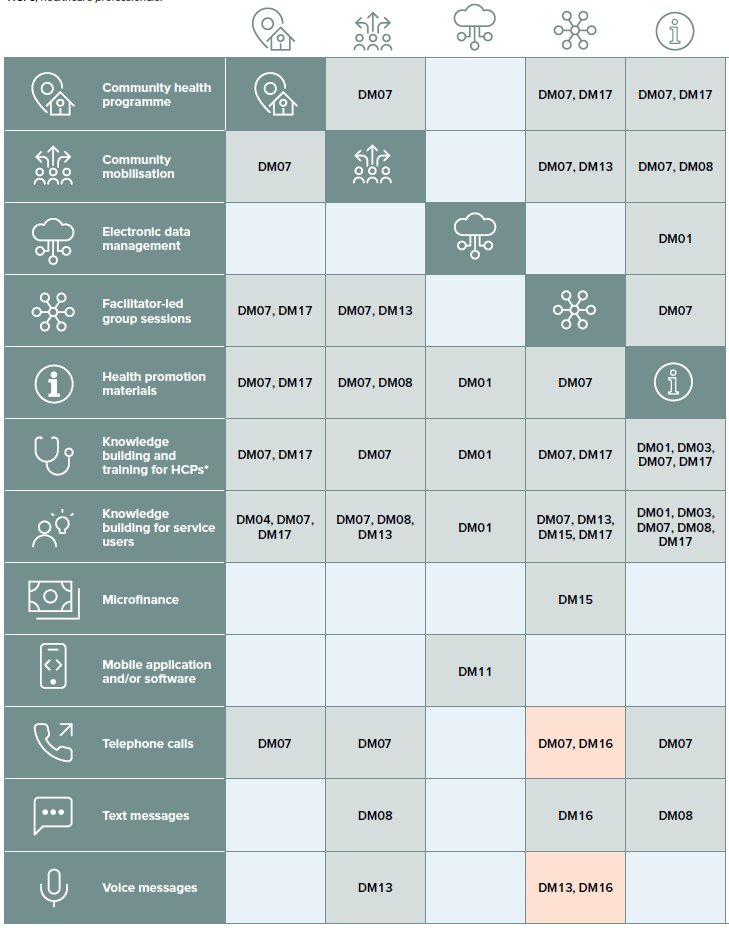 Community health
programme
DM07
DM07, DM17
DM07, DM17
Community
mobilisation
DM07
DM07, DM13
DM07, DM08
Electronic data
management
DM01
Facilitator-led
group sessions
DM07, DM17
DM07, DM13
DM07
Health promotion
materials
DM07, DM17
DM07, DM08
DM01
DM07
Knowledge
building and
training for HCPs*
DM07, DM17
DM07
DM01
DM07, DM17
DM01, DM03,
DM07, DM17
Knowledge
building for service
users
DM04, DM07,
DM17
DM07, DM08,
DM13
DM01
DM07, DM13,
DM15, DM17
DM01, DM03,
DM07, DM08,
DM17
Microfinance
DM15
Mobile application
and/or software
DM11
Telephone calls
DM07
DM07
DM07, DM16
DM07
Text messages
DM08
DM16
DM08
Voice messages
DM13
DM13, DM16